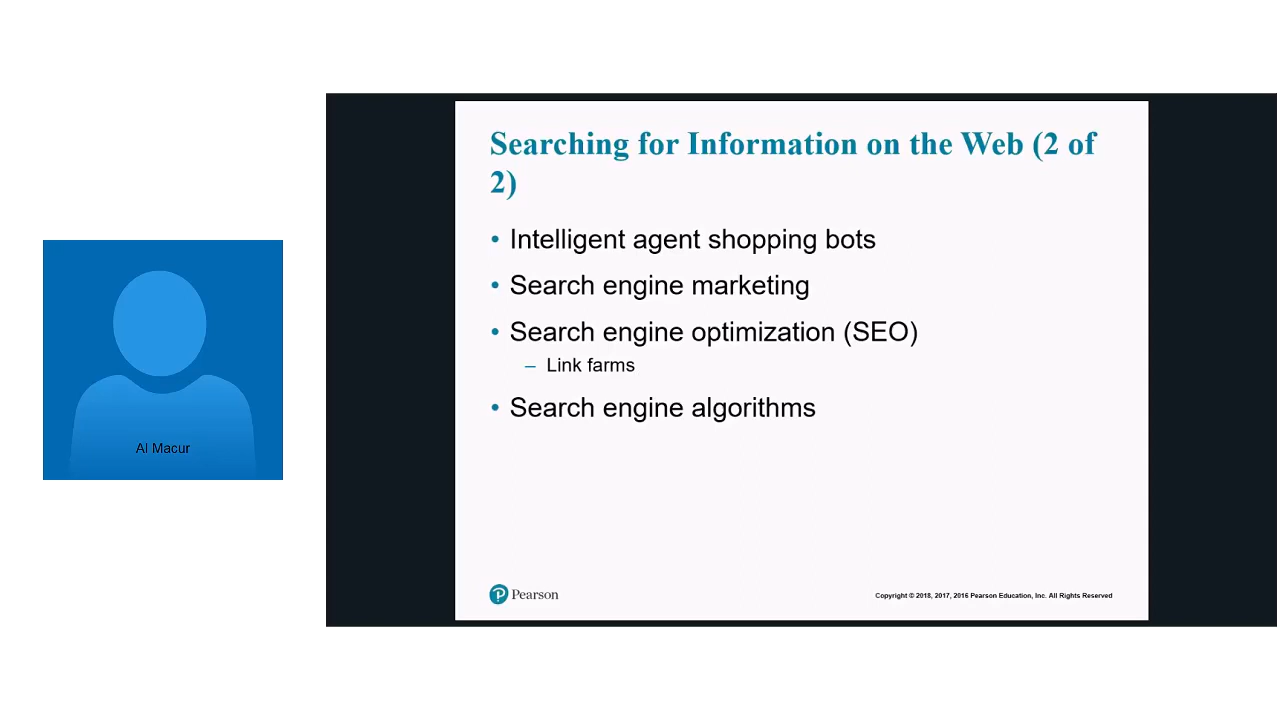 Searching for Information on the Web (2 of
2)
• Intelligent agent shopping bots
• Search engine marketing
• Search engine optimization (SEO)
– Link farms
• Search engine algorithms
Al Macur
Pearson
Copyright © 2018, 2017, 2016 Pearson Education, Inc. All Rights Reserved